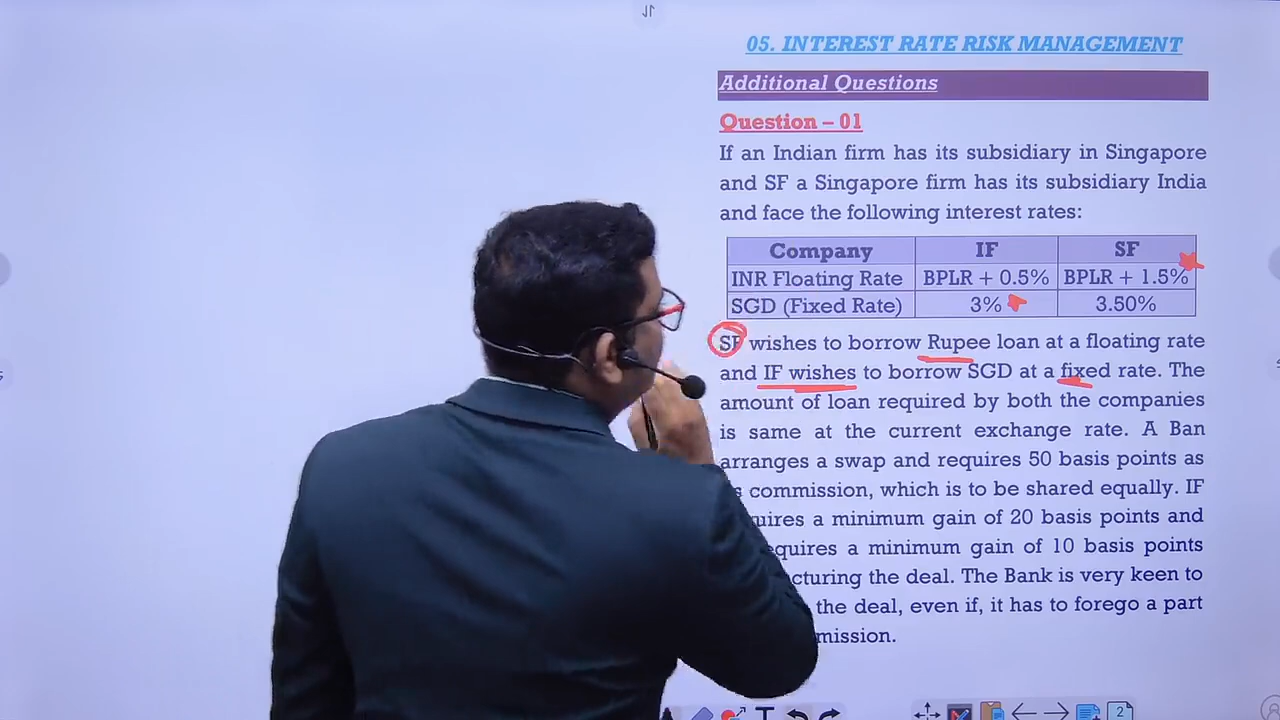 05. INTEREST RATE RISK MANAGEMENT
Additional Questions
Question – 01
If an Indian firm has its subsidiary in Singapore
and SF a Singapore firm has its subsidiary India
and face the following interest rates:
Company IF SF
INR Floating Rate BPLR + 0.5% BPLR + 1.5%
SGD (Fixed Rate) 3% 3.50%
SF wishes to borrow Rupee loan at a floating rate
and IF wishes to borrow SGD at a fixed rate. The
amount of loan required by both the companies
is same at the current exchange rate. A Ban
arranges a swap and requires 50 basis points as
commission, which is to be shared equally. IF
a minimum gain of 20 basis points and
a minimum gain of 10 basis points
the deal. The Bank is very keen to
the deal, even if, it has to forego a part
2